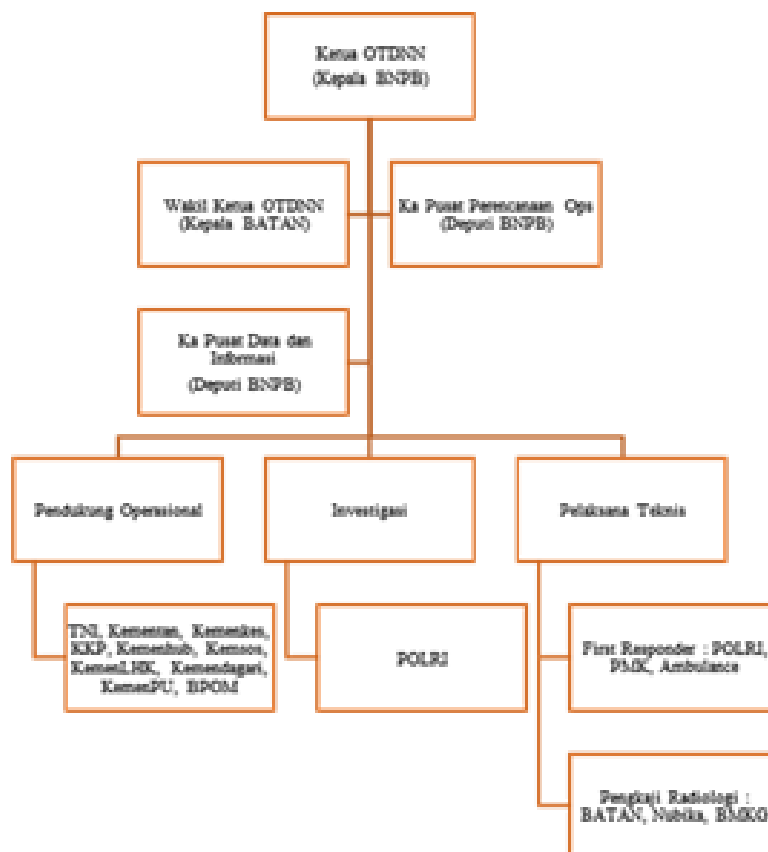 Ketua OTDNN
(Kepala BNPB)
Wakil Ketua OTDNN
(Kepala BATAN)
Ka Pusat Perencanaan Ops
(Deputi BNPB)
Ka Pusat Data dan
Informasi
(Deputi BNPB)
Pendukung Operasional
Investigasi
Pelaksana Teknis
TNI, Kementan, Kemenkes,
KKP, Kemenhub, Kemsos,
KemenLHK, Kemendagari,
KemenPU, BPOM
POLRI
First Responder : POLRI,
PMK, Ambulance
Pengkaji Radiologi :
BATAN, Nubika, BMKG